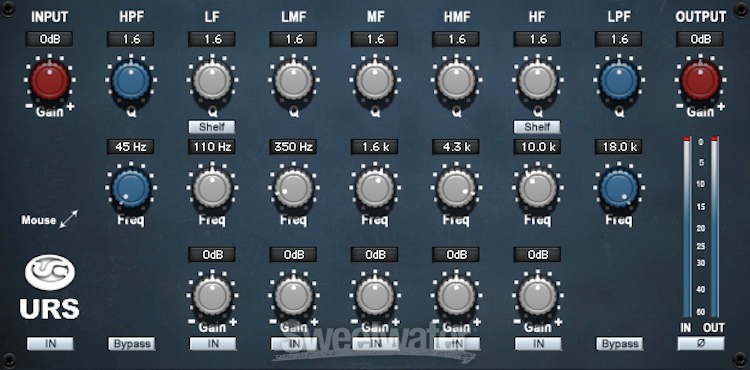 INPUT HPF LF LMF MF HMF HF LPF OUTPUT
0dB 1.6 1.6 1.6 1.6 1.6 1.6 1.6 0dB
- Gain + Q Q Q Q Q Q Q - Gain +
Shelf Shelf
45 Hz 110 Hz 350 Hz 1.6 k 4.3 k 10.0 k 18.0 k
0
5
10
15
20
25
30
40
60
Mouse Freq Freq Freq Freq Freq Freq Freq
0dB 0dB 0dB 0dB 0dB
URS
- Gain + - Gain + - Gain + - Gain + - Gain +
IN OUT
IN Bypass IN IN IN IN IN Bypass Ø
Sweetwater